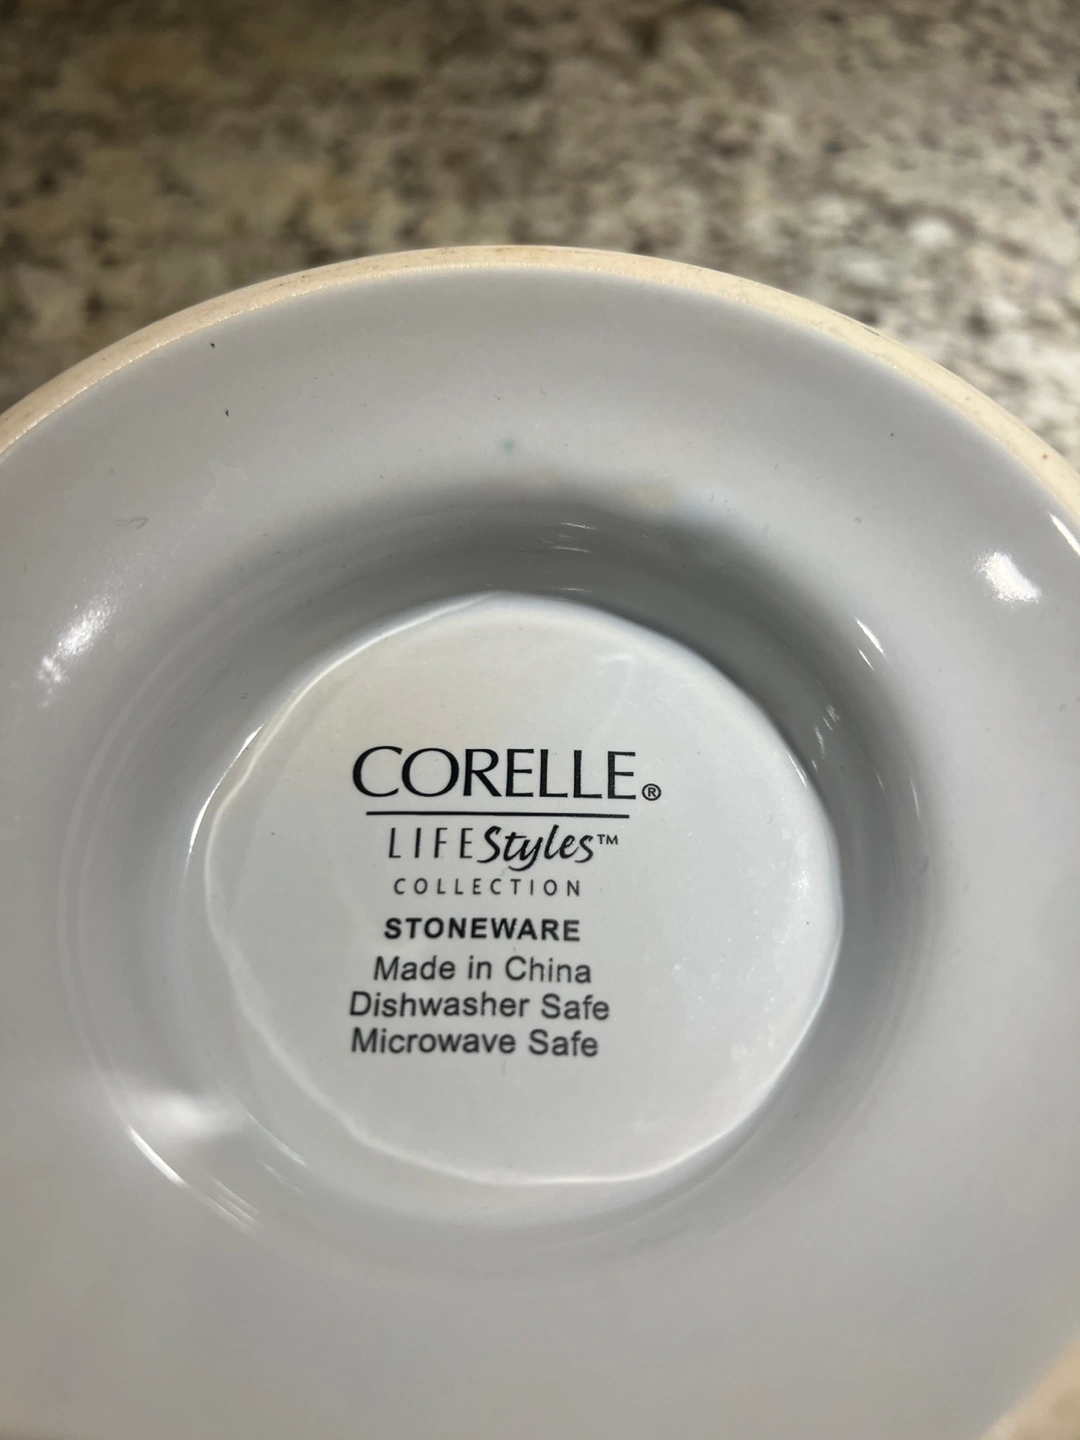 CORELLE®
LIFEStyles™
COLLECTION
STONEWARE
Made in China
Dishwasher Safe
Microwave Safe